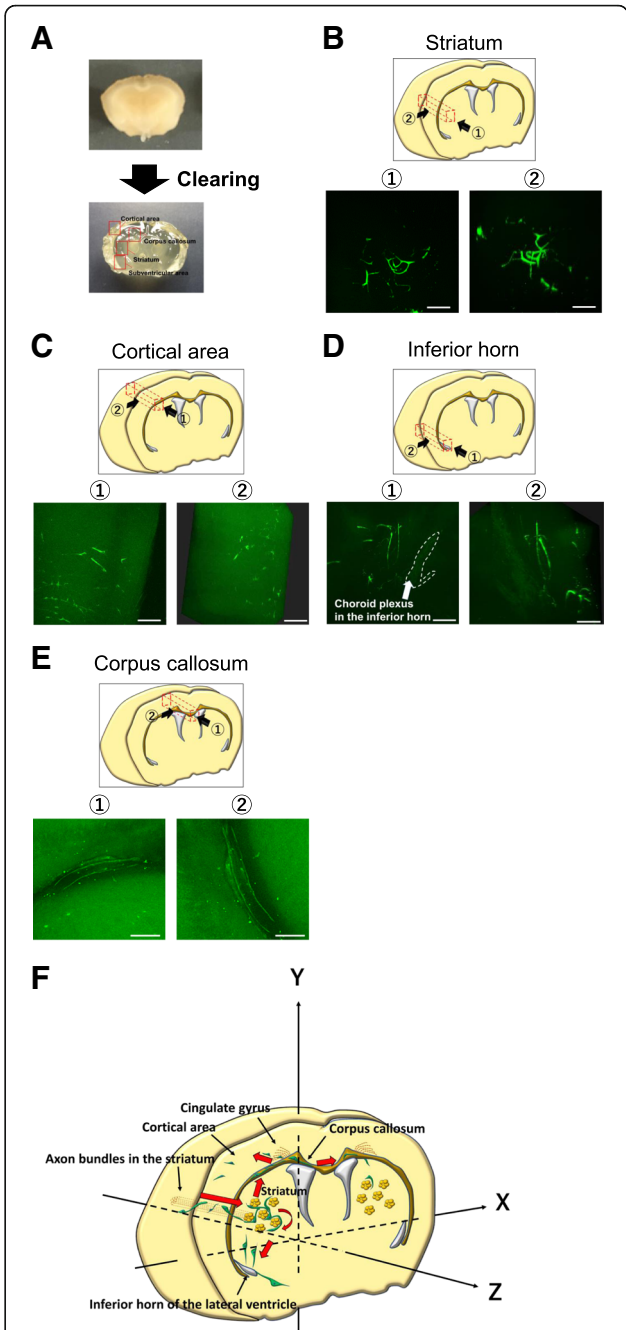 A
Clearing
Cortical area
Corpus callosum
Striatum
Subventricular area
B
Striatum
②
①
①
②
C
Cortical area
②
①
①
②
D
Inferior horn
②
①
①
②
Choroid plexus
in the inferior horn
E
Corpus callosum
②
①
①
②
F
Y
Cingulate gyrus
Cortical area
Corpus callosum
Axon bundles in the striatum
Striatum
X
Z
Inferior horn of the lateral ventricle